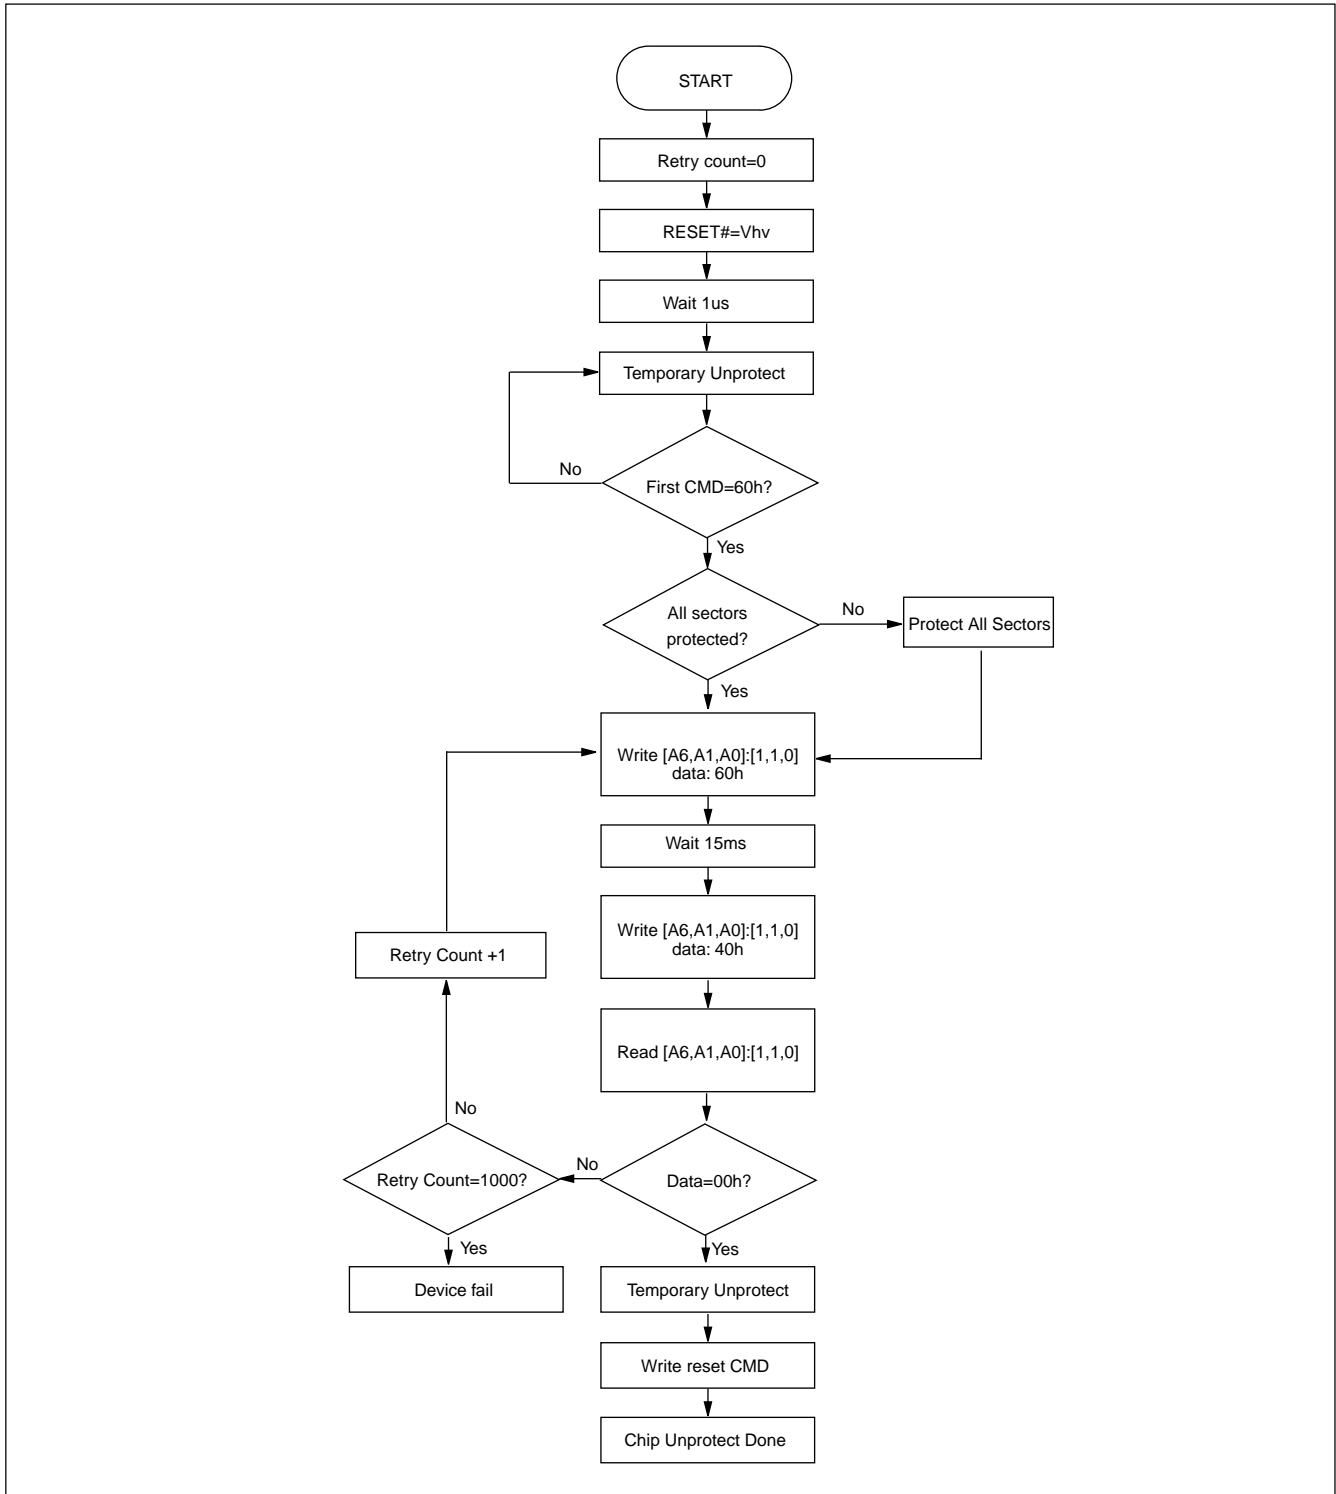 START
Retry count=0
RESET#=Vhv
Wait 1us
Temporary Unprotect
No
First CMD=60h?
Yes
All sectors
protected?
No
Protect All Sectors
Yes
Write [A6,A1,A0]:[1,1,0]
data: 60h
Wait 15ms
Write [A6,A1,A0]:[1,1,0]
data: 40h
Retry Count +1
Read [A6,A1,A0]:[1,1,0]
No
Retry Count=1000?
No
Data=00h?
Yes
Yes
Device fail
Temporary Unprotect
Write reset CMD
Chip Unprotect Done